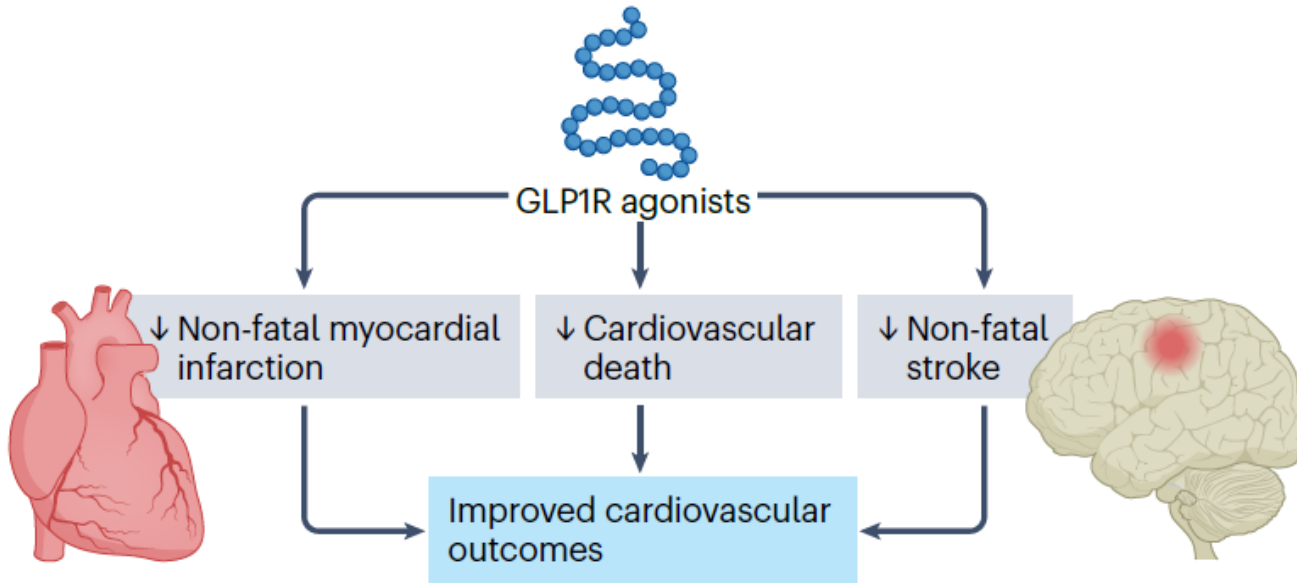 GLP1R agonists
↓ Non-fatal myocardial
infarction
↓ Cardiovascular
death
↓ Non-fatal
stroke
Improved cardiovascular
outcomes